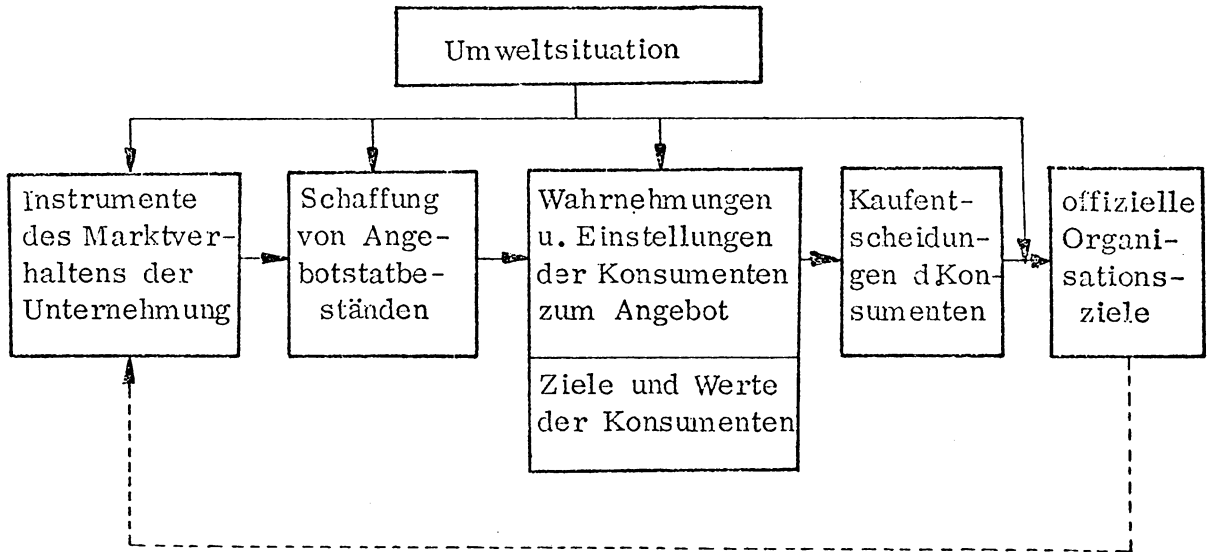 Umweltsituation
Instrumente
des Marktver-
haltens der
Unternehmung
Schaffung
von Ange-
botstatbe-
ständen
Wahrnehmungen
u. Einstellungen
der Konsumenten
zum Angebot
Ziele und Werte
der Konsumenten
Kaufent-
scheidun-
gen d.Kon-
sumenten
offizielle
Organi-
sations-
ziele